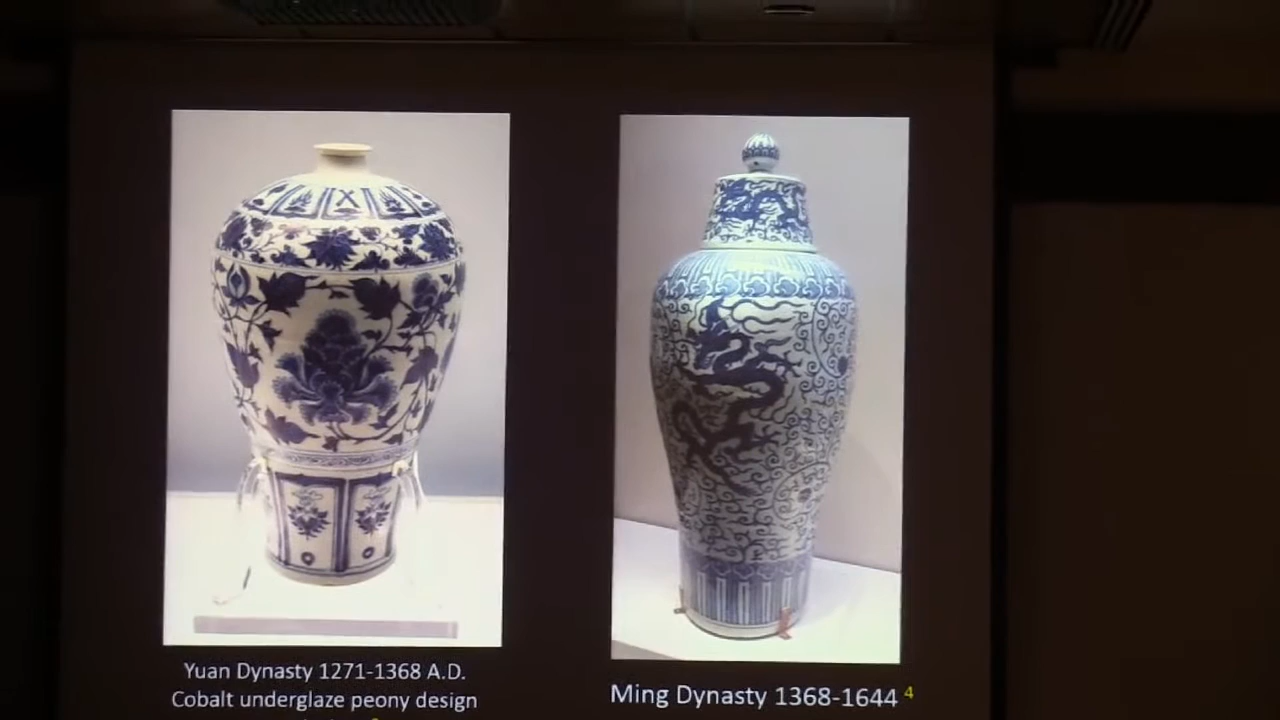 Yuan Dynasty 1271-1368 A.D.
Cobalt underglaze peony design
Ming Dynasty 1368-1644 4